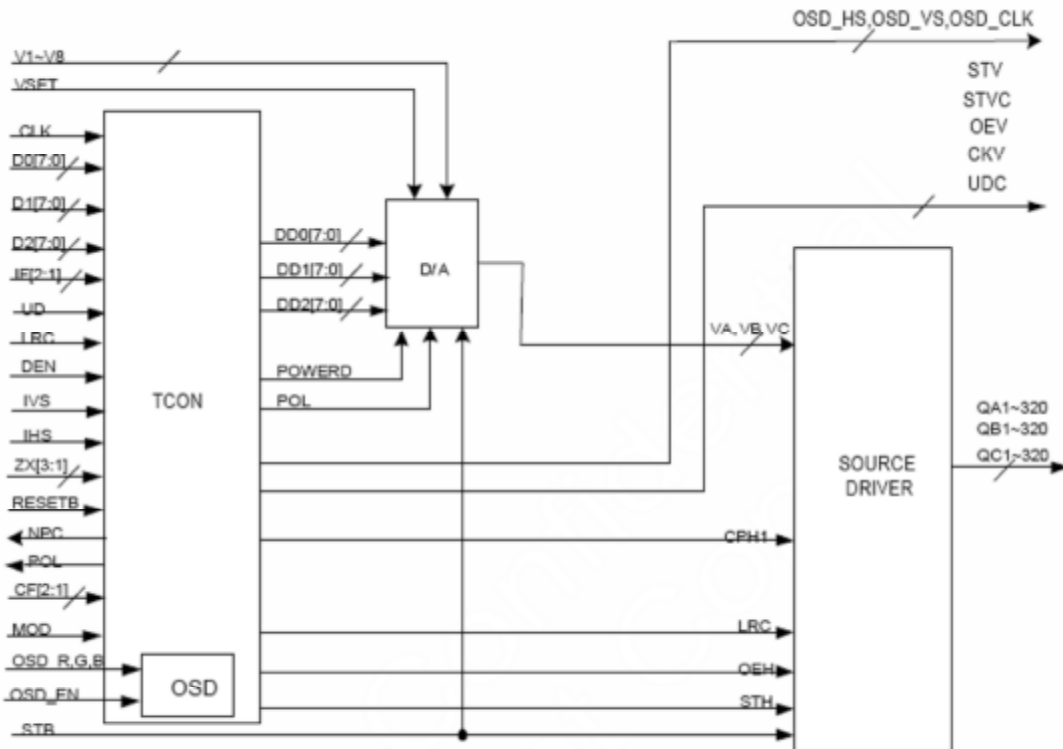 OSD_HS,OSD_VS,OSD_CLK
V1~V8
VSET
STV
STVC
OEV
CKV
UDC
CLK
D0[7:0]
D1[7:0]
D2[7:0]
IF[2:1]
UD
LRC
DEN
IVS
IHS
ZX[3:1]
RESETB
NPC
POL
CF[2:1]
MOD
OSD_R,G,B
OSD_EN
STB
TCON
OSD
DD0[7:0]
DD1[7:0]
DD2[7:0]
POWERD
POL
D/A
VA,VB,VC
CPH1
LRC
OEH
STH
SOURCE
DRIVER
QA1~320
QB1~320
QC1~320
Confidential